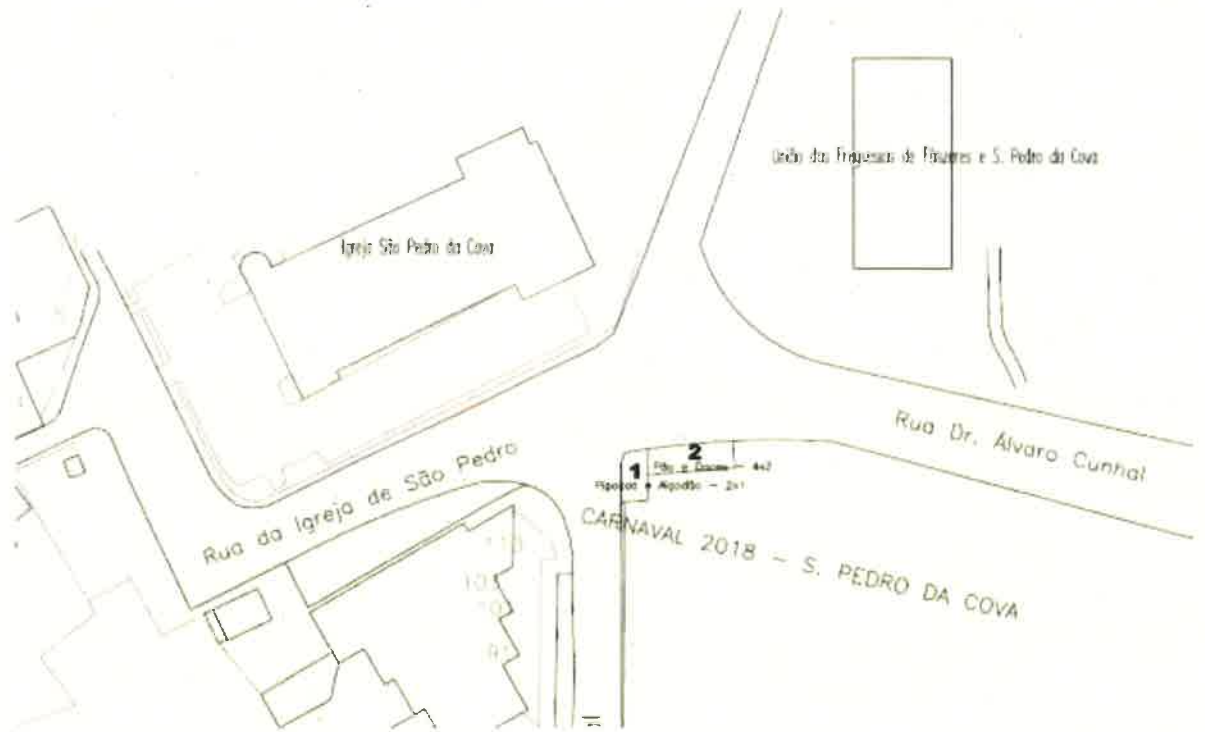 União das Freguesias de Fânzeres e S. Pedro da Cova
Igreja São Pedro da Cova
Rua Dr. Álvaro Cunhal
2
1
Pão e Doces – 4x2
Pipocas e Algodão – 2x1
Rua da Igreja de São Pedro
CARNAVAL 2018 – S. PEDRO DA COVA